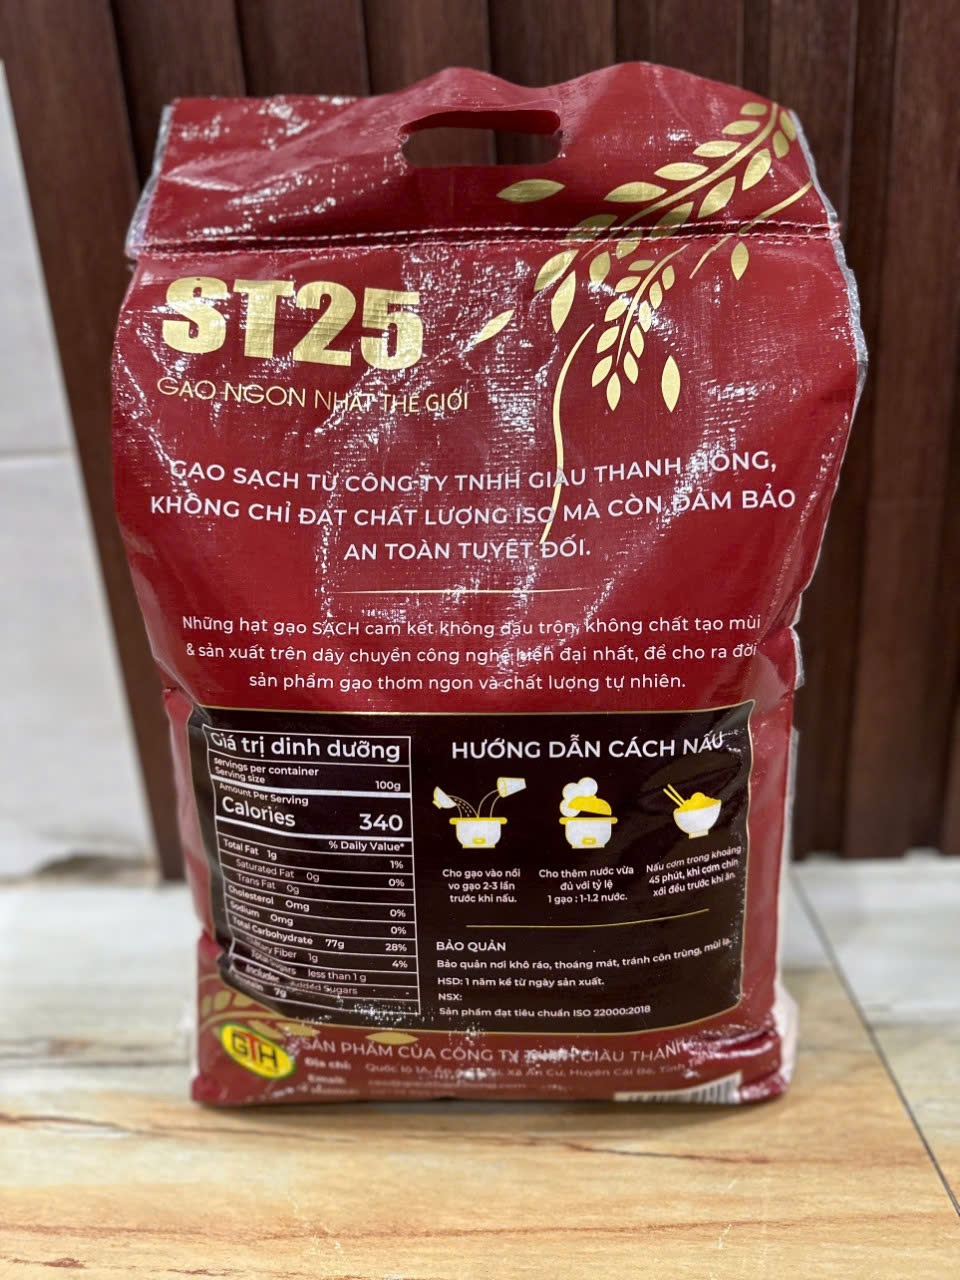 ST25
GẠO NGON NHẤT THẾ GIỚI
GẠO SẠCH TỪ CÔNG TY TNHH GIÀU THANH HỒNG,
KHÔNG CHỈ ĐẠT CHẤT LƯỢNG ISO MÀ CÒN ĐẢM BẢO
AN TOÀN TUYỆT ĐỐI.
Những hạt gạo SẠCH cam kết không đấu trộn, không chất tạo mùi
& sản xuất trên dây chuyền công nghệ hiện đại nhất, để cho ra đời
sản phẩm gạo thơm ngon và chất lượng tự nhiên.
Giá trị dinh dưỡng
servings per container
Serving size 100g
Amount Per Serving
Calories 340
% Daily Value*
Total Fat 1g 1%
Saturated Fat 0g 0%
Trans Fat 0g
Cholesterol 0mg 0%
Sodium 0mg 0%
Total Carbohydrate 77g 28%
Fiber 1g 4%
Total Sugars less than 1 g
Includes Added Sugars -
7g
HƯỚNG DẪN CÁCH NẤU
Cho gạo vào nồi
vo gạo 2-3 lần
trước khi nấu.
Cho thêm nước vừa
đủ với tỷ lệ
1 gạo : 1-1.2 nước.
Nấu cơm trong khoảng
45 phút, khi cơm chín
xới đều trước khi ăn.
BẢO QUẢN
Bảo quản nơi khô ráo, thoáng mát, tránh côn trùng, mùi lạ.
HSD: 1 năm kể từ ngày sản xuất.
NSX:
Sản phẩm đạt tiêu chuẩn ISO 22000:2018
GTH
SẢN PHẨM CỦA CÔNG TY TNHH GIÀU THANH
Địa chỉ: Quốc lộ 1A, Xã An Cư, Huyện Cái Bè, Tỉnh
Email: